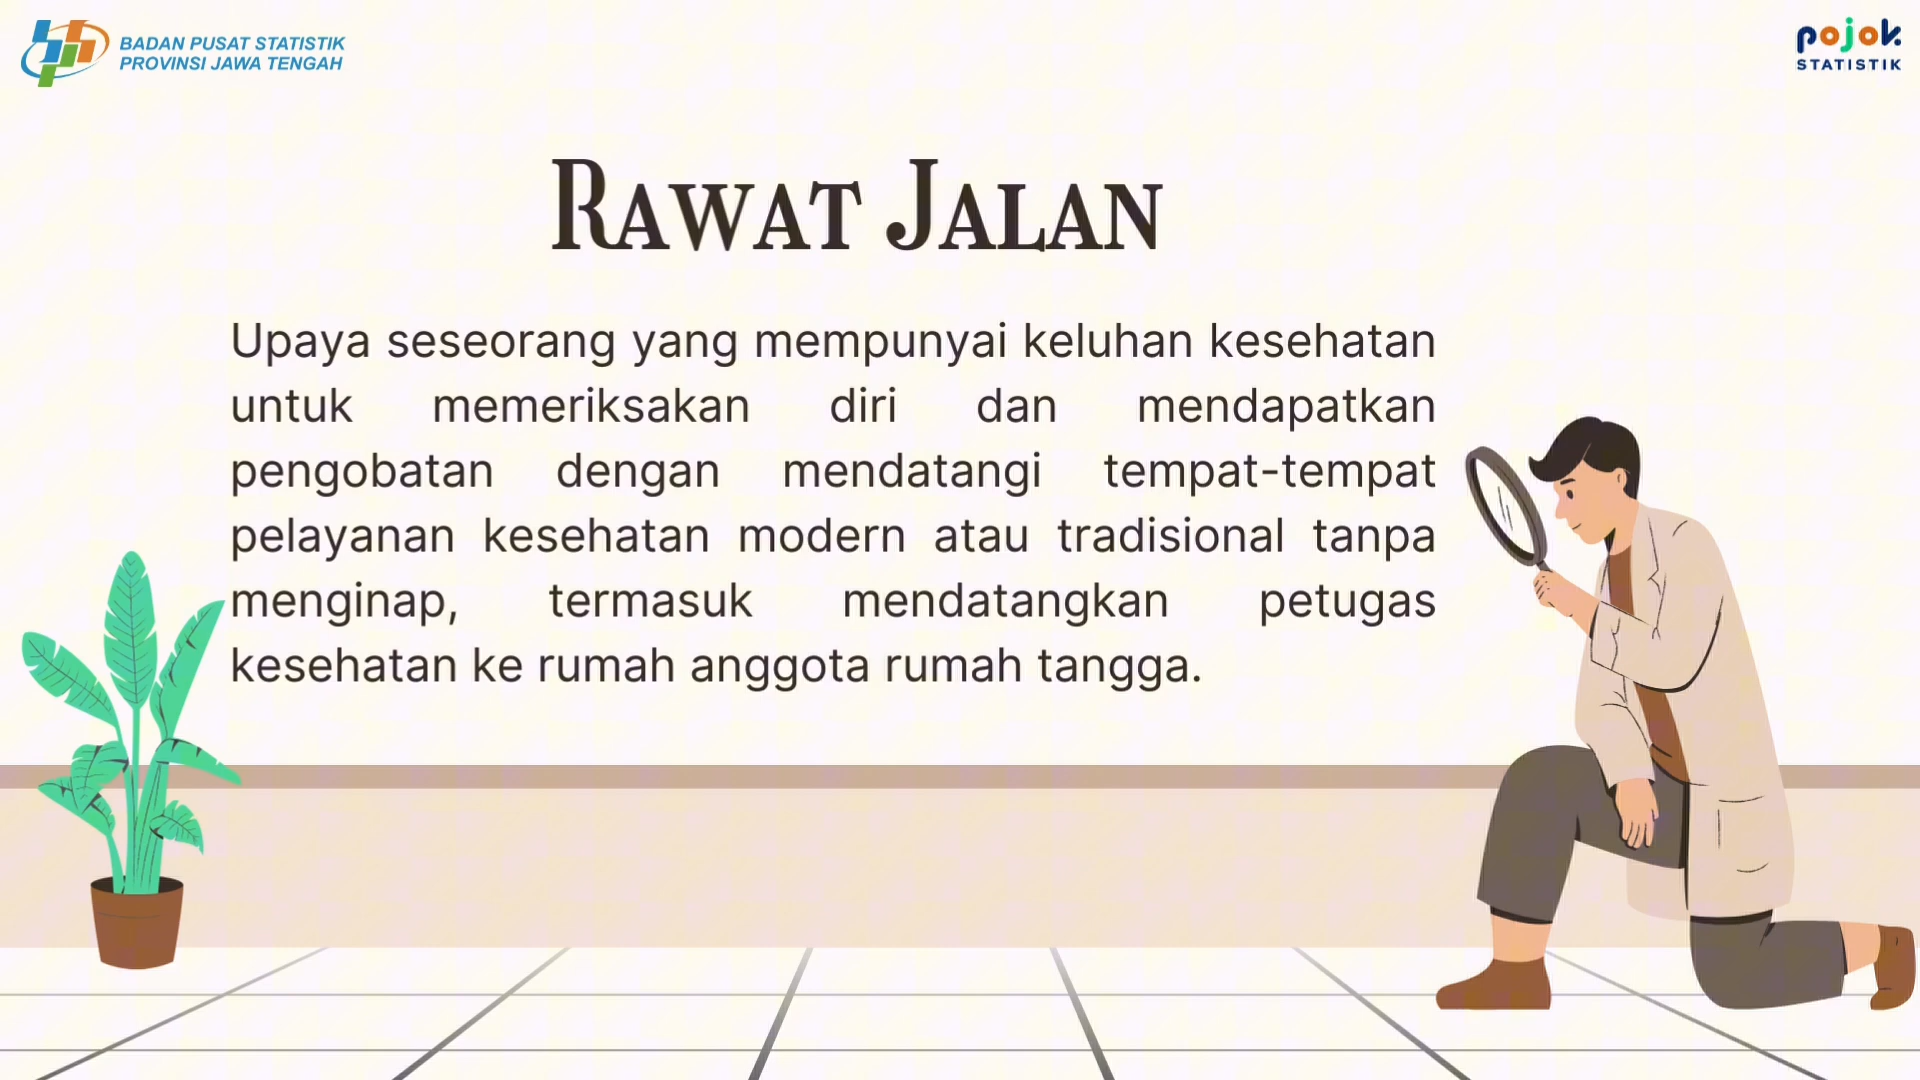 BADAN PUSAT STATISTIK
PROVINSI JAWA TENGAH
pojok
STATISTIK
RAWAT JALAN
Upaya seseorang yang mempunyai keluhan kesehatan
untuk memeriksakan diri dan mendapatkan
pengobatan dengan mendatangi tempat-tempat
pelayanan kesehatan modern atau tradisional tanpa
menginap, termasuk mendatangkan petugas
kesehatan ke rumah anggota rumah tangga.